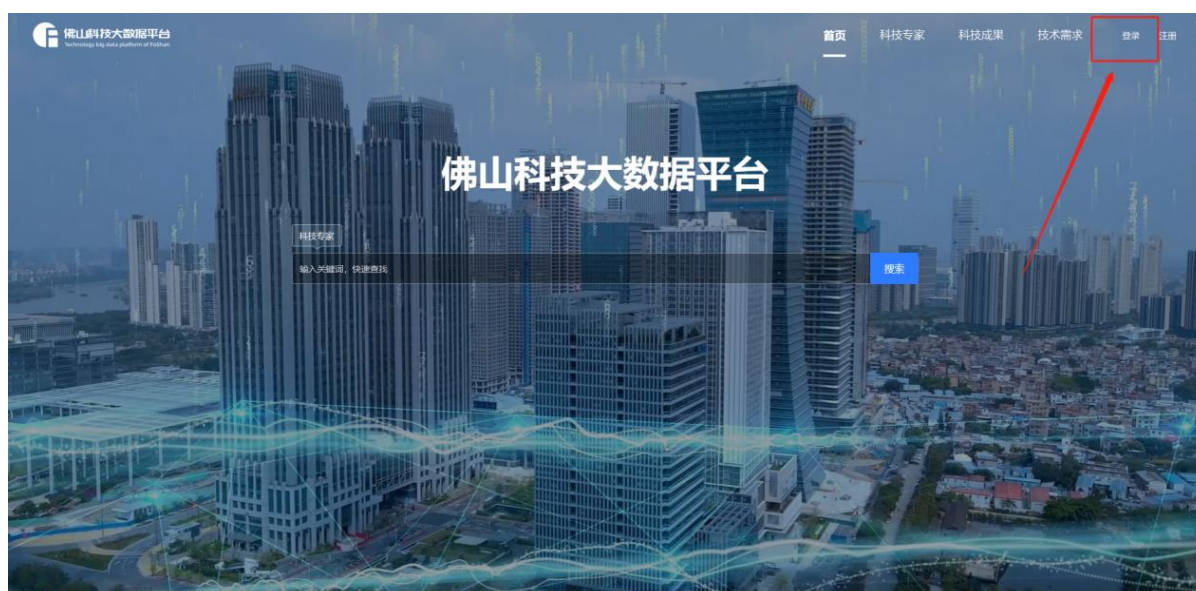 佛山科技大数据平台
Technology big data platform of FoShan
首页 科技专家 科技成果 技术需求 登录 注册
佛山科技大数据平台
科技专家
输入关键词，快速查找
搜索